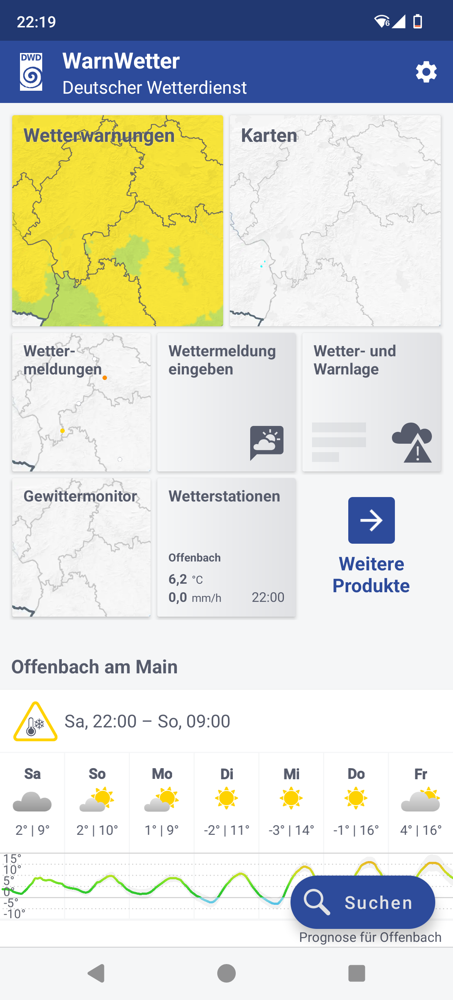 22:19
6
DWD
WarnWetter
Deutscher Wetterdienst
Wetterwarnungen
Karten
Wetter-
meldungen
Wettermeldung
eingeben
Wetter- und
Warnlage
Gewittermonitor
Wetterstationen
Offenbach
6,2 °C
0,0 mm/h 22:00
Weitere
Produkte
Offenbach am Main
Sa, 22:00 – So, 09:00
Sa So Mo Di Mi Do Fr
2° | 9° 2° | 10° 1° | 9° -2° | 11° -3° | 14° -1° | 16° 4° | 16°
15°
10°
5°
0°
-5°
-10°
Suchen
Prognose für Offenbach